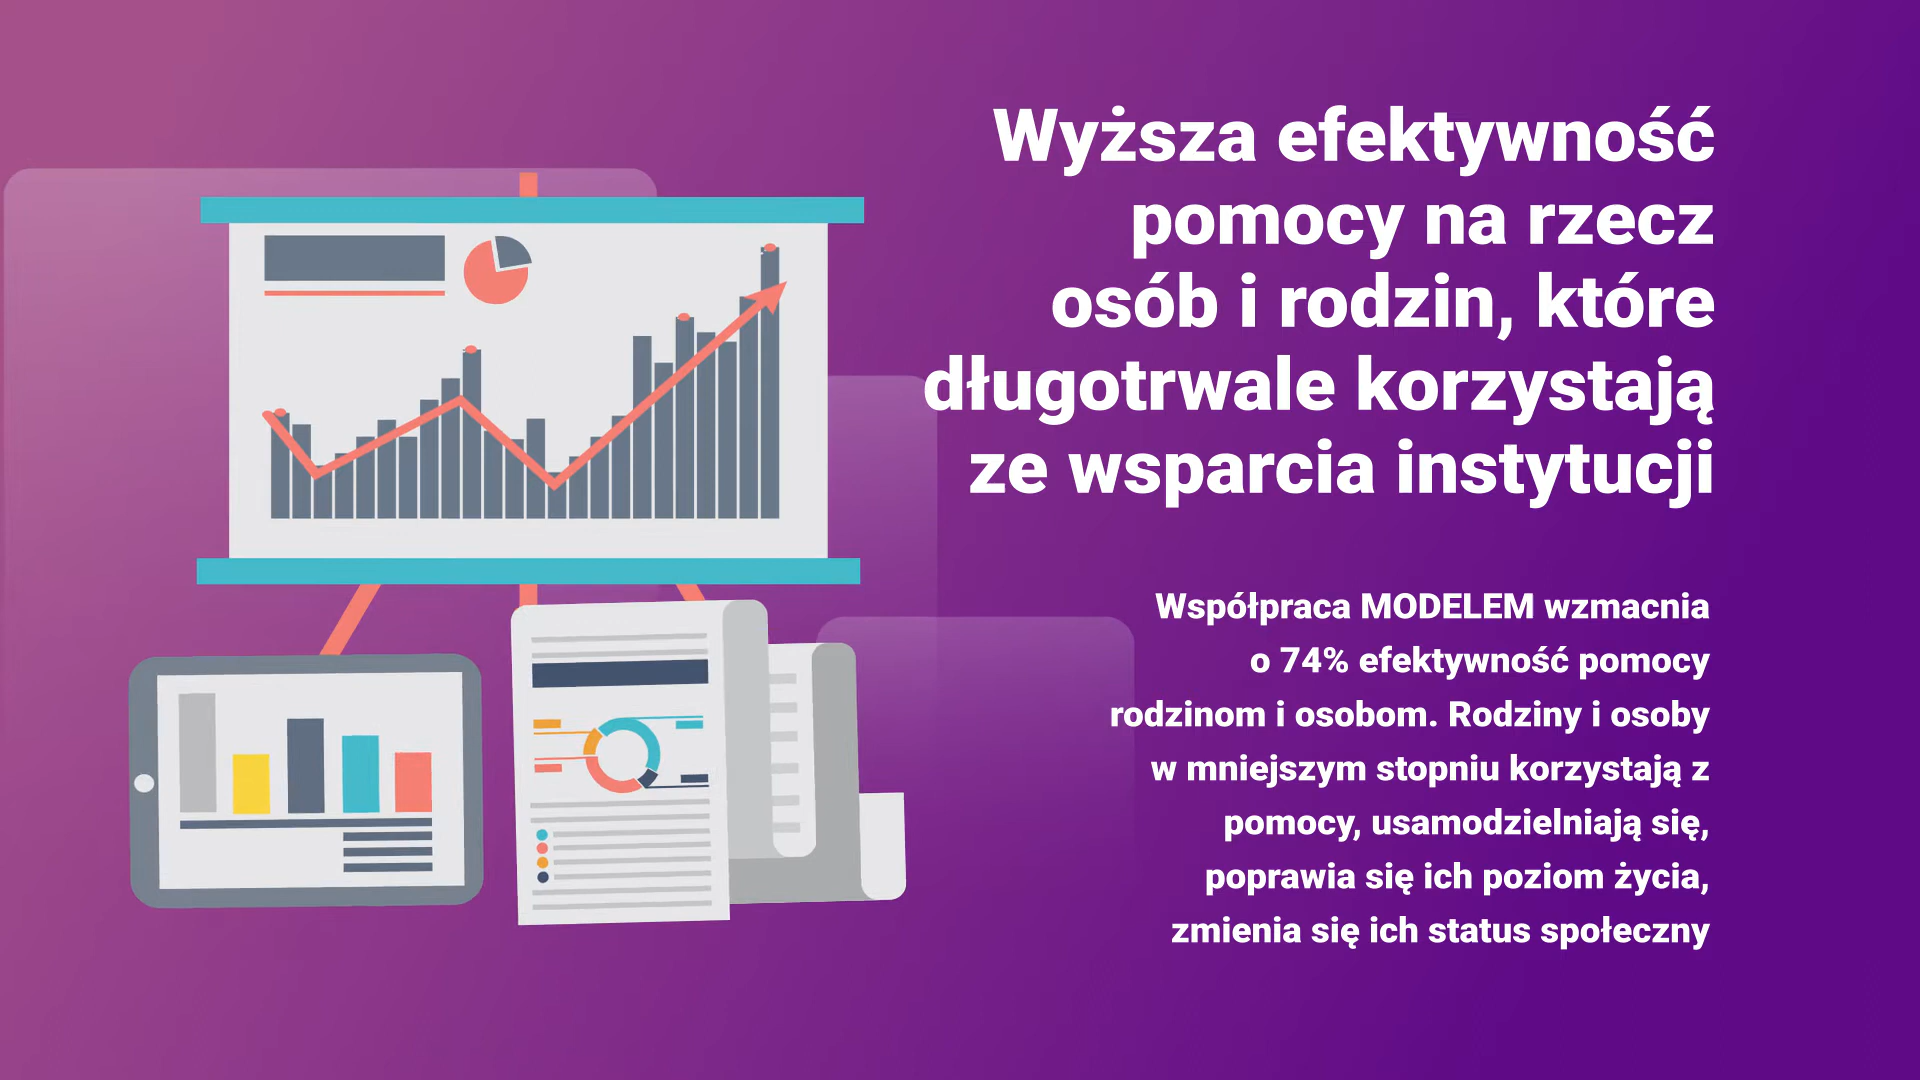 Wyższa efektywność
pomocy na rzecz
osób i rodzin, które
długotrwale korzystają
ze wsparcia instytucji
Współpraca MODELEM wzmacnia
o 74% efektywność pomocy
rodzinom i osobom. Rodziny i osoby
w mniejszym stopniu korzystają z
pomocy, usamodzielniają się,
poprawia się ich poziom życia,
zmienia się ich status społeczny